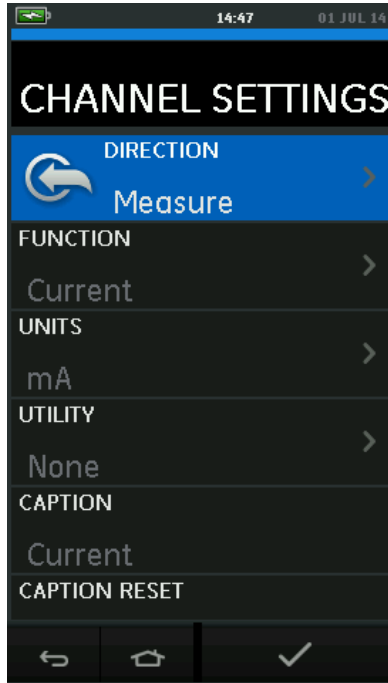 14:47 01 JUL 14
CHANNEL SETTINGS
DIRECTION
Measure
FUNCTION
Current
UNITS
mA
UTILITY
None
CAPTION
Current
CAPTION RESET